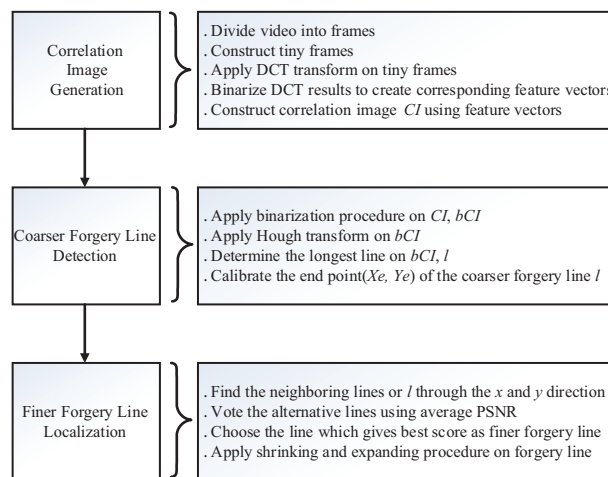 Correlation
Image
Generation
. Divide video into frames
. Construct tiny frames
. Apply DCT transform on tiny frames
. Binarize DCT results to create corresponding feature vectors
. Construct correlation image CI using feature vectors
Coarser Forgery Line
Detection
. Apply binarization procedure on CI, bCI
. Apply Hough transform on bCI
. Determine the longest line on bCI, l
. Calibrate the end point(Xe, Ye) of the coarser forgery line l
Finer Forgery Line
Localization
. Find the neighboring lines or l through the x and y direction
. Vote the alternative lines using average PSNR
. Choose the line which gives best score as finer forgery line
. Apply shrinking and expanding procedure on forgery line